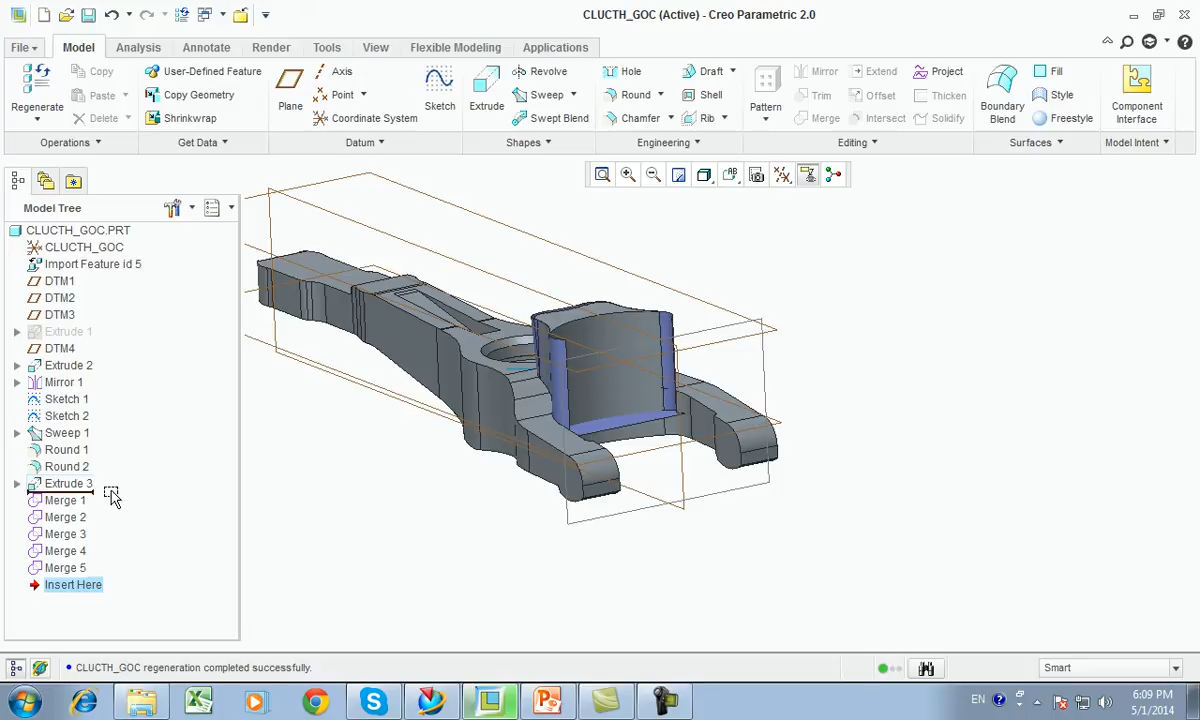 CLUCTH_GOC (Active) - Creo Parametric 2.0
File Model Analysis Annotate Render Tools View Flexible Modeling Applications
Regenerate
Copy
Paste
Delete
Operations
User-Defined Feature
Copy Geometry
Shrinkwrap
Get Data
Plane
Axis
Point
Coordinate System
Sketch
Datum
Extrude
Revolve
Sweep
Swept Blend
Shapes
Hole
Round
Chamfer
Draft
Shell
Rib
Engineering
Pattern
Mirror
Trim
Merge
Extend
Offset
Intersect
Project
Thicken
Solidify
Editing
Boundary
Blend
Fill
Style
Freestyle
Surfaces
Component
Interface
Model Intent
Model Tree
CLUCTH_GOC.PRT
CLUCTH_GOC
Import Feature id 5
DTM1
DTM2
DTM3
Extrude 1
DTM4
Extrude 2
Mirror 1
Sketch 1
Sketch 2
Sweep 1
Round 1
Round 2
Extrude 3
Merge 1
Merge 2
Merge 3
Merge 4
Merge 5
Insert Here
CLUCTH_GOC regeneration completed successfully.
Smart
EN
6:09 PM
5/1/2014